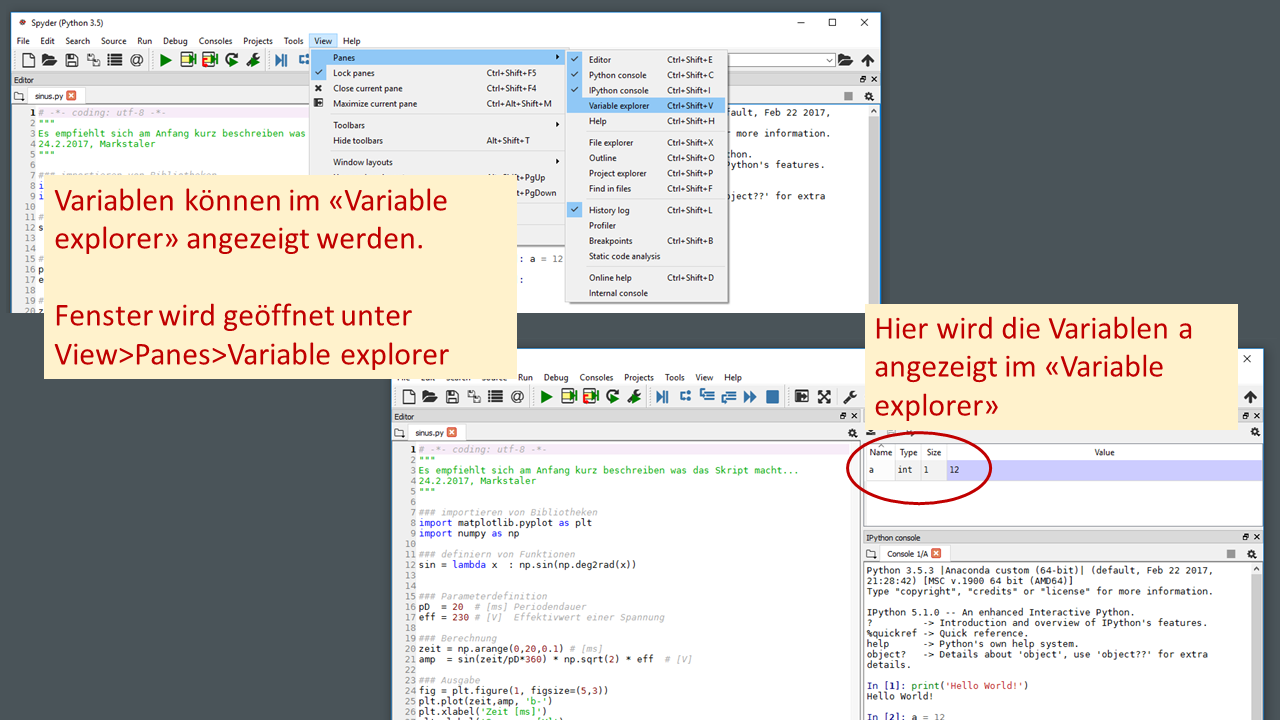 Spyder (Python 3.5)
File Edit Search Source Run Debug Consoles Projects Tools View Help
Editor
sinus.py
Panes
Lock panes Ctrl+Shift+F5
Close current pane Ctrl+Shift+F4
Maximize current pane Ctrl+Alt+Shift+M
Toolbars
Hide toolbars Alt+Shift+T
Window layouts
Editor Ctrl+Shift+E
Python console Ctrl+Shift+C
IPython console Ctrl+Shift+I
Variable explorer Ctrl+Shift+V
Help Ctrl+Shift+H
File explorer Ctrl+Shift+X
Outline Ctrl+Shift+O
Project explorer Ctrl+Shift+P
Find in files Ctrl+Shift+F
History log Ctrl+Shift+L
Profiler
Breakpoints Ctrl+Shift+B
Static code analysis
Online help Ctrl+Shift+D
Internal console
1 # -*- coding: utf-8 -*-
2 """
3 Es empfiehlt sich am Anfang kurz beschreiben was
4 24.2.2017, Markstaler
5 """
Feb 22 2017,
more information.
Python's features.
object??' for extra
: a = 12
Variablen können im «Variable
explorer» angezeigt werden.
Fenster wird geöffnet unter
View>Panes>Variable explorer
Hier wird die Variablen a
angezeigt im «Variable
explorer»
Run Debug Consoles Projects Tools View Help
Editor
sinus.py
1 # -*- coding: utf-8 -*-
2 """
3 Es empfiehlt sich am Anfang kurz beschreiben was das Skript macht...
4 24.2.2017, Markstaler
5 """
6
7 ### importieren von Bibliotheken
8 import matplotlib.pyplot as plt
9 import numpy as np
10
11 ### definiern von Funktionen
12 sin = lambda x  : np.sin(np.deg2rad(x))
13
14
15 ### Parameterdefinition
16 pD  = 20  # [ms] Periodendauer
17 eff = 230 # [V]  Effektivwert einer Spannung
18
19 ### Berechnung
20 zeit = np.arange(0,20,0.1) # [ms]
21 amp  = sin(zeit/pD*360) * np.sqrt(2) * eff  # [V]
22
23 ### Ausgabe
24 fig = plt.figure(1, figsize=(5,3))
25 plt.plot(zeit,amp, 'b-')
26 plt.xlabel('Zeit [ms]')
Name Type Size Value
a int 1 12
IPython console
Console 1/A
Python 3.5.3 |Anaconda custom (64-bit)| (default, Feb 22 2017,
21:28:42) [MSC v.1900 64 bit (AMD64)]
Type "copyright", "credits" or "license" for more information.
IPython 5.1.0 -- An enhanced Interactive Python.
? -> Introduction and overview of IPython's features.
%quickref -> Quick reference.
help -> Python's own help system.
object? -> Details about 'object', use 'object??' for extra
details.
In [1]: print('Hello World!')
Hello World!
In [2]: a = 12